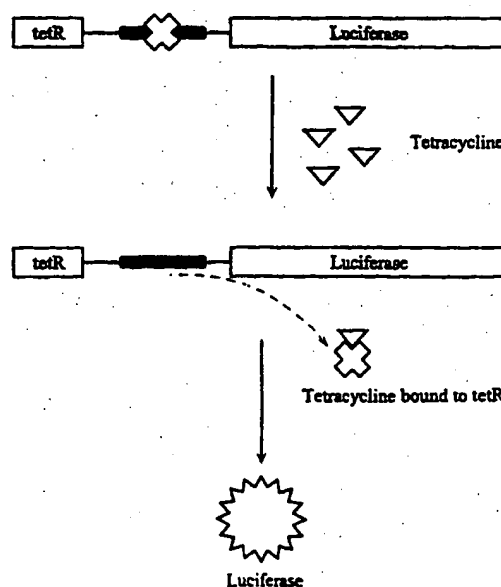 tetR Luciferase
Tetracycline
tetR Luciferase
Tetracycline bound to tetR
Luciferase